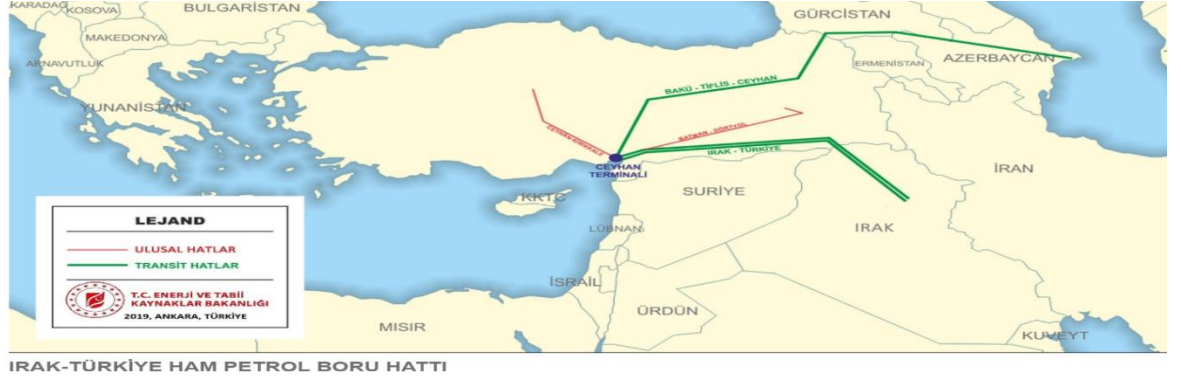 KARADAĞ
KOSOVA
BULGARİSTAN
GÜRCİSTAN
MAKEDONYA
ARNAVUTLUK
ERMENİSTAN
AZERBAYCAN
YUNANİSTAN
BAKÜ - TİFLİS - CEYHAN
CEYHAN-KIRIKKALE
BATMAN - DÖRTYOL
IRAK - TÜRKİYE
CEYHAN
TERMİNALİ
İRAN
SURİYE
KKTC
LÜBNAN
IRAK
İSRAİL
ÜRDÜN
MISIR
KUVEYT
LEJAND
ULUSAL HATLAR
TRANSİT HATLAR
T.C. ENERJİ VE TABİİ
KAYNAKLAR BAKANLIĞI
2019, ANKARA, TÜRKİYE
IRAK-TÜRKİYE HAM PETROL BORU HATTI